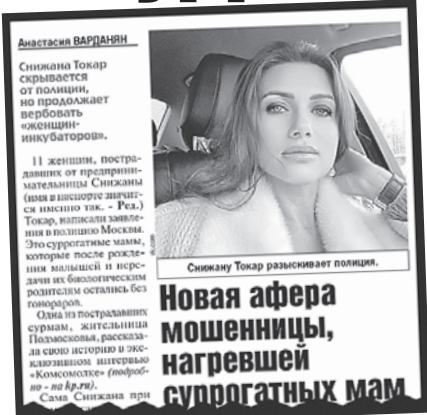 Анастасия ВАРДАНЯН
Снижана Токар
скрывается
от полиции,
но продолжает
вербовать
«женщин-
инкубаторов».
11 женщин, постра-
давших от предприни-
мательницы Снижаны
(имя в паспорте значит-
ся именно так. - Ред.)
Токар, написали заявле-
ния в полицию Москвы.
Это суррогатные мамы,
которые после рожде-
ния малышей и пере-
дачи их биологическим
родителям остались без
гонораров.
Одна из пострадавших
сурмам, жительница
Подмосковья, рассказа-
ла свою историю в экс-
клюзивном интервью
«Комсомолке» (подроб-
но - на kp.ru).
Сама Снижана при
Снижану Токар разыскивает полиция.
Новая афера
мошенницы,
нагревшей
суррогатных мам